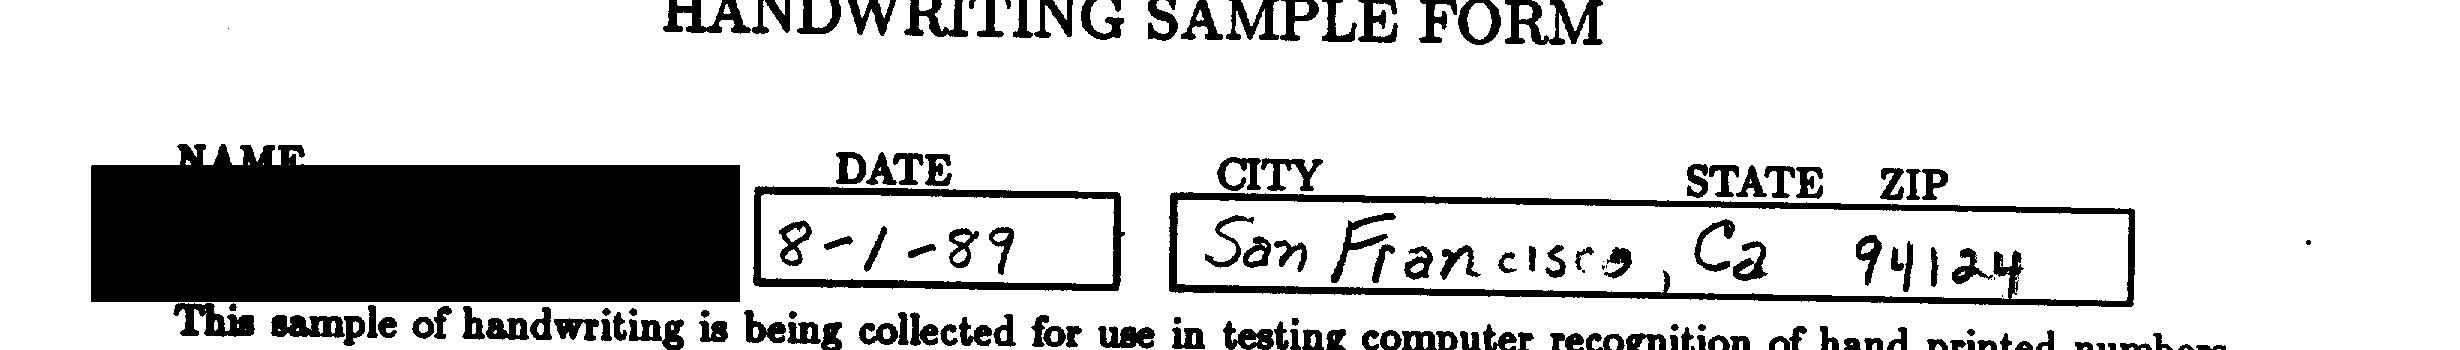 HANDWRITING SAMPLE FORM
NAME DATE CITY STATE ZIP
8-1-89 San Francisco, Ca 94124
This sample of handwriting is being collected for use in testing computer recognition of hand printed numbers